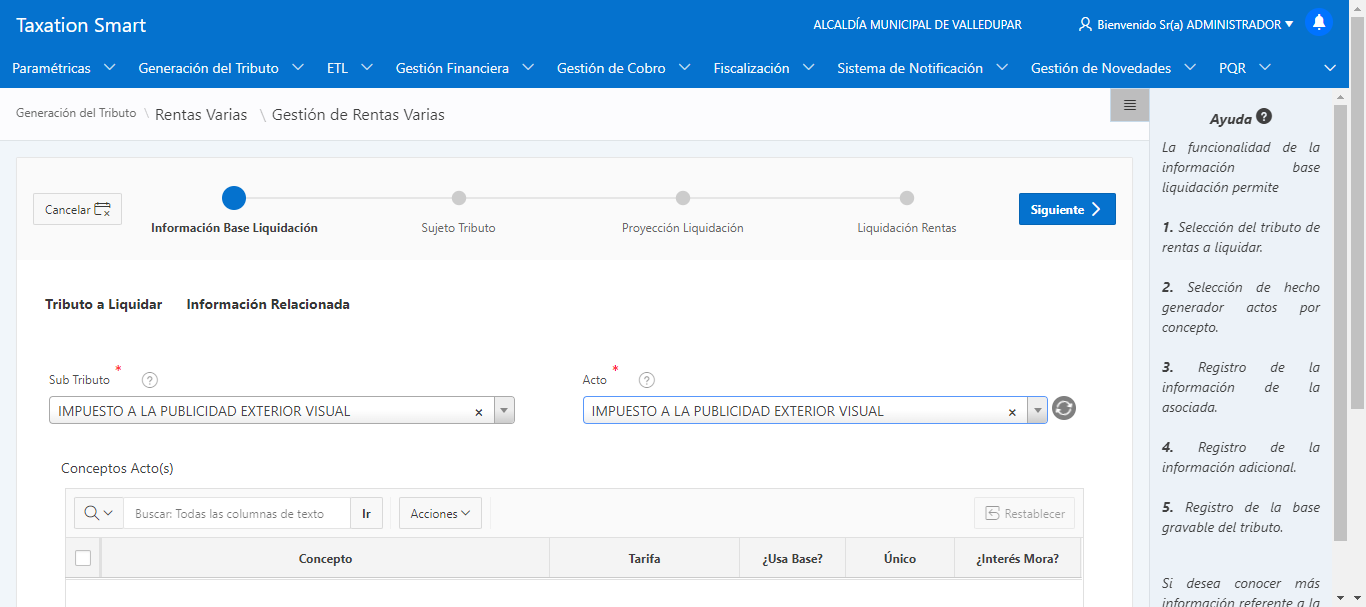 Taxation Smart
ALCALDÍA MUNICIPAL DE VALLEDUPAR
Bienvenido Sr(a) ADMINISTRADOR
Paramétricas
Generación del Tributo
ETL
Gestión Financiera
Gestión de Cobro
Fiscalización
Sistema de Notificación
Gestión de Novedades
PQR
Generación del Tributo \ Rentas Varias \ Gestión de Rentas Varias
Cancelar
Información Base Liquidación
Sujeto Tributo
Proyección Liquidación
Liquidación Rentas
Siguiente
Tributo a Liquidar
Información Relacionada
Sub Tributo *
?
IMPUESTO A LA PUBLICIDAD EXTERIOR VISUAL
×
Acto *
?
IMPUESTO A LA PUBLICIDAD EXTERIOR VISUAL
×
Conceptos Acto(s)
Buscar: Todas las columnas de texto
Ir
Acciones
Restablecer
Concepto
Tarifa
¿Usa Base?
Único
¿Interés Mora?
Ayuda ?
La funcionalidad de la
información base
liquidación permite
1. Selección del tributo de
rentas a liquidar.
2. Selección de hecho
generador actos por
concepto.
3. Registro de la
información de la
asociada.
4. Registro de la
información adicional.
5. Registro de la base
gravable del tributo.
Si desea conocer más
información referente a la